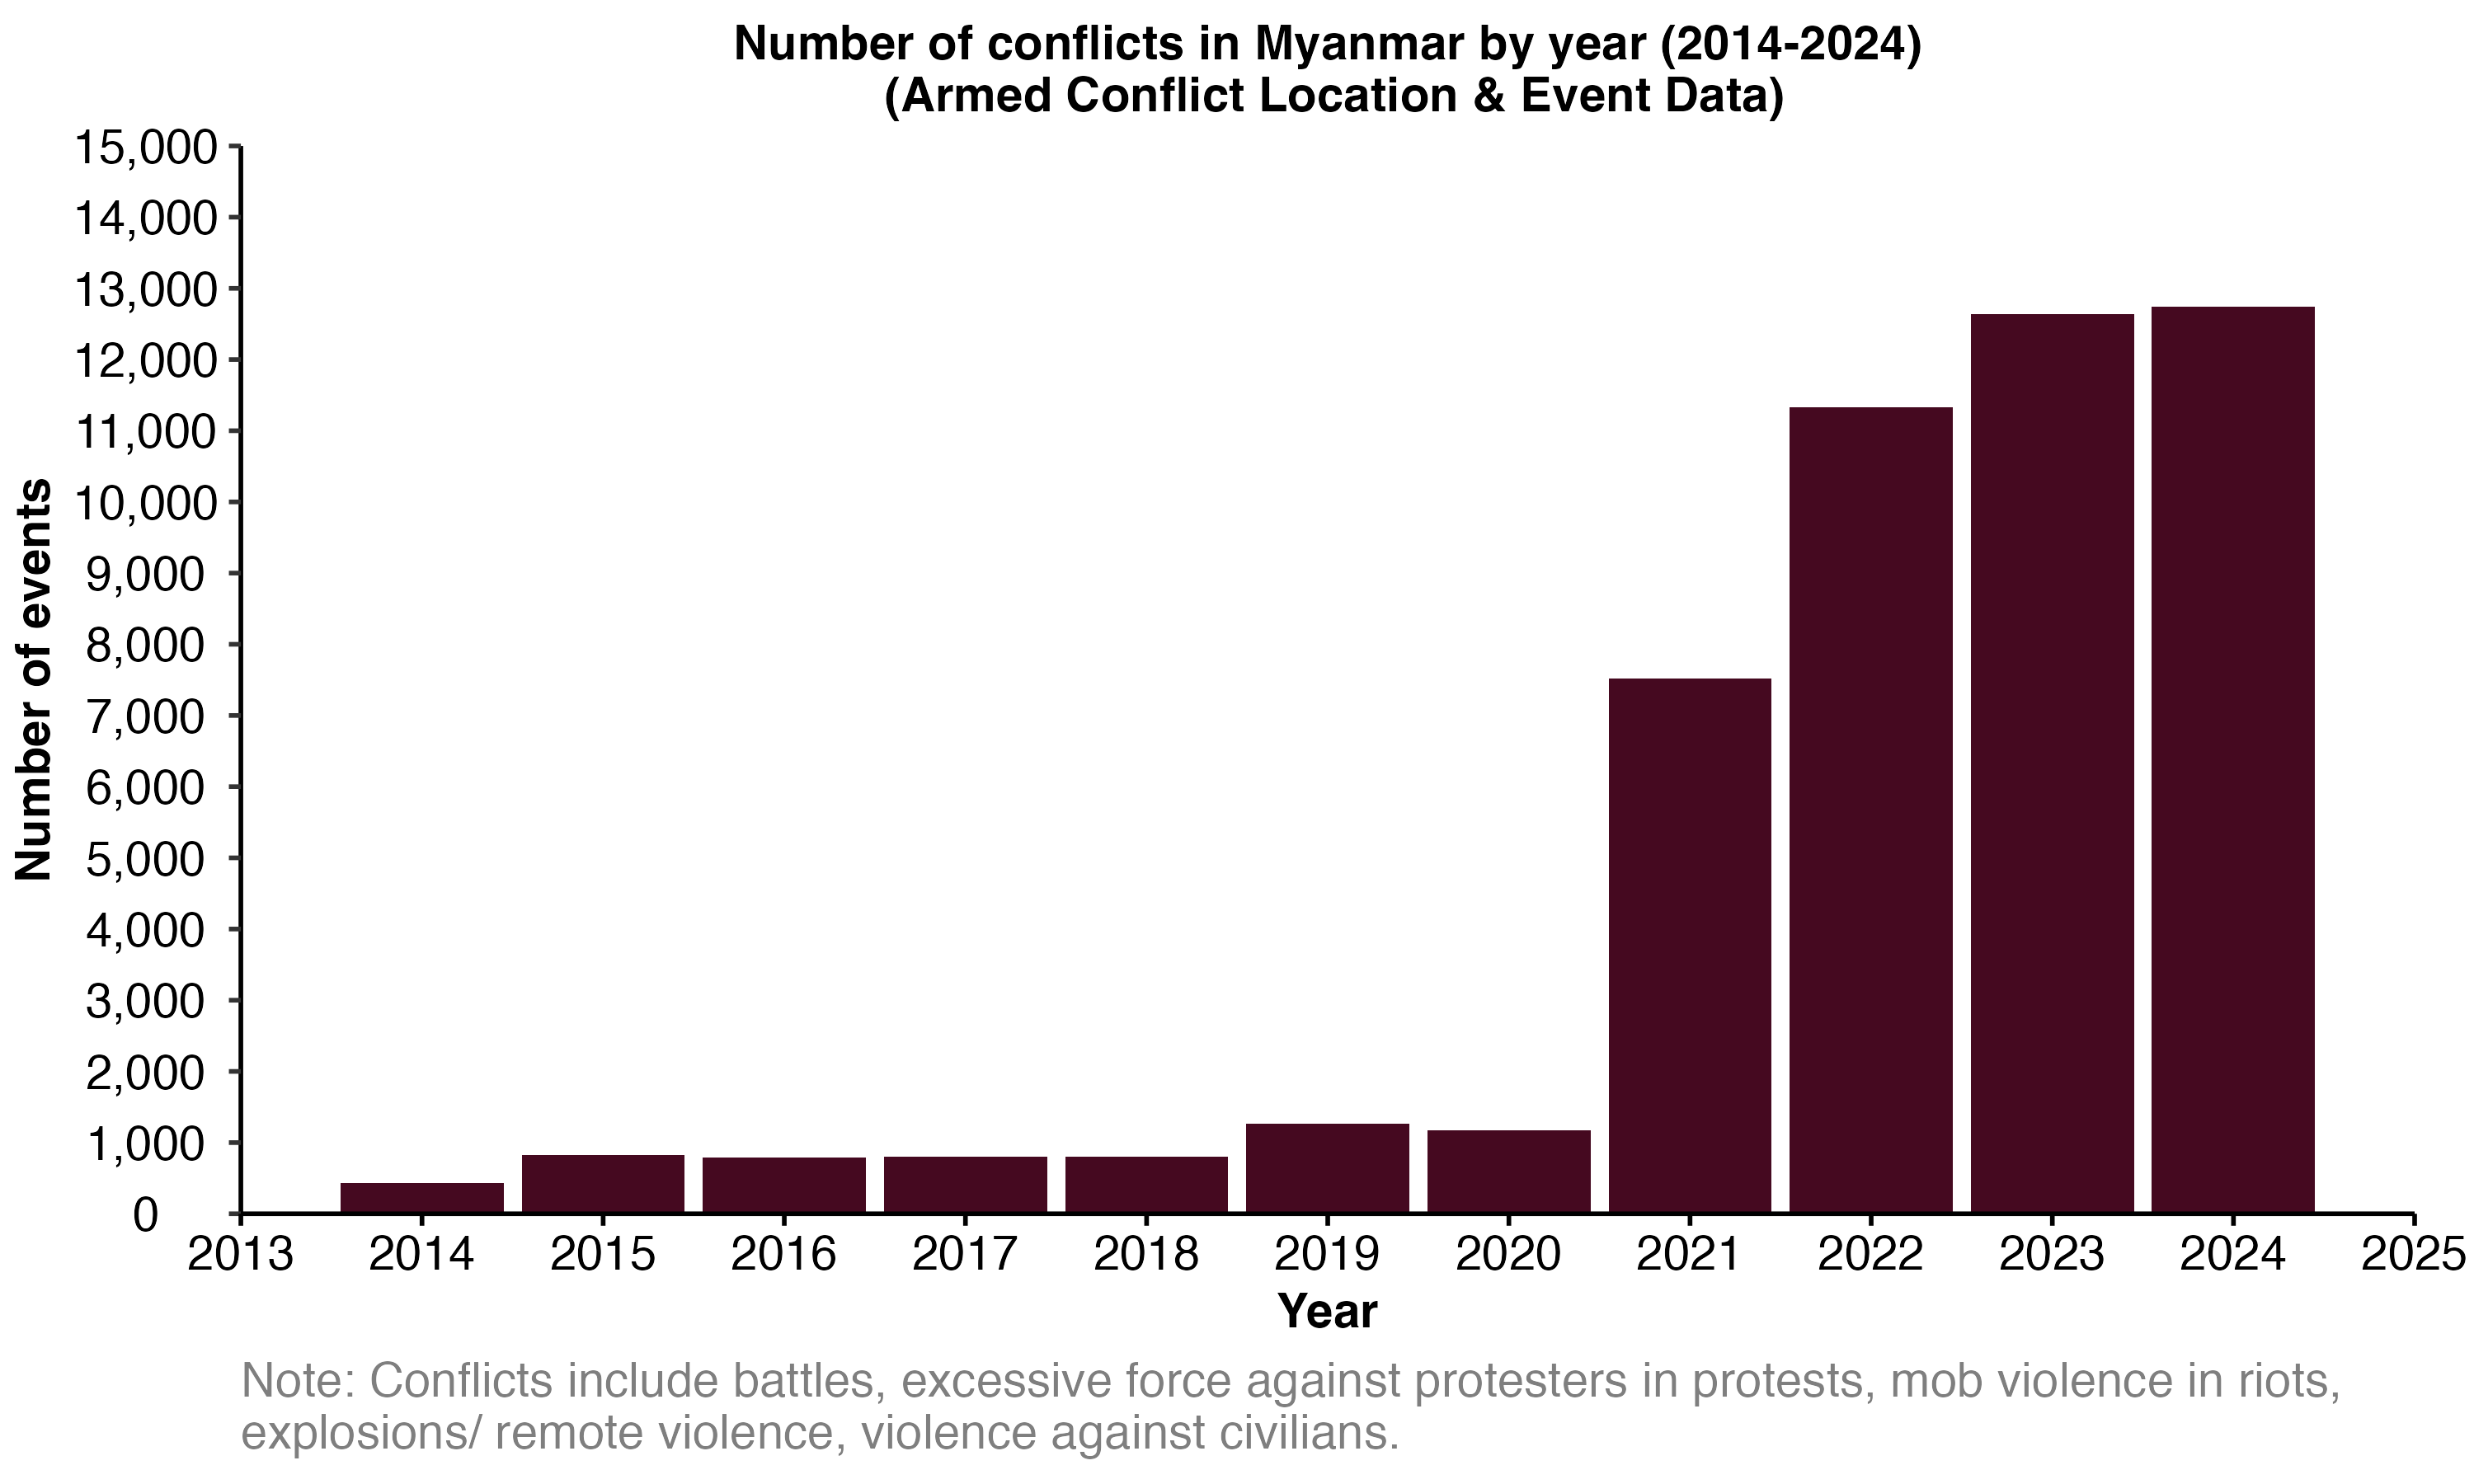 Number of conflicts in Myanmar by year (2014-2024)
(Armed Conflict Location & Event Data)
15,000
14,000
13,000
12,000
11,000
10,000
9,000
8,000
7,000
6,000
5,000
4,000
3,000
2,000
1,000
0
Number of events
2013 2014 2015 2016 2017 2018 2019 2020 2021 2022 2023 2024 2025
Year
Note: Conflicts include battles, excessive force against protesters in protests, mob violence in riots,
explosions/ remote violence, violence against civilians.